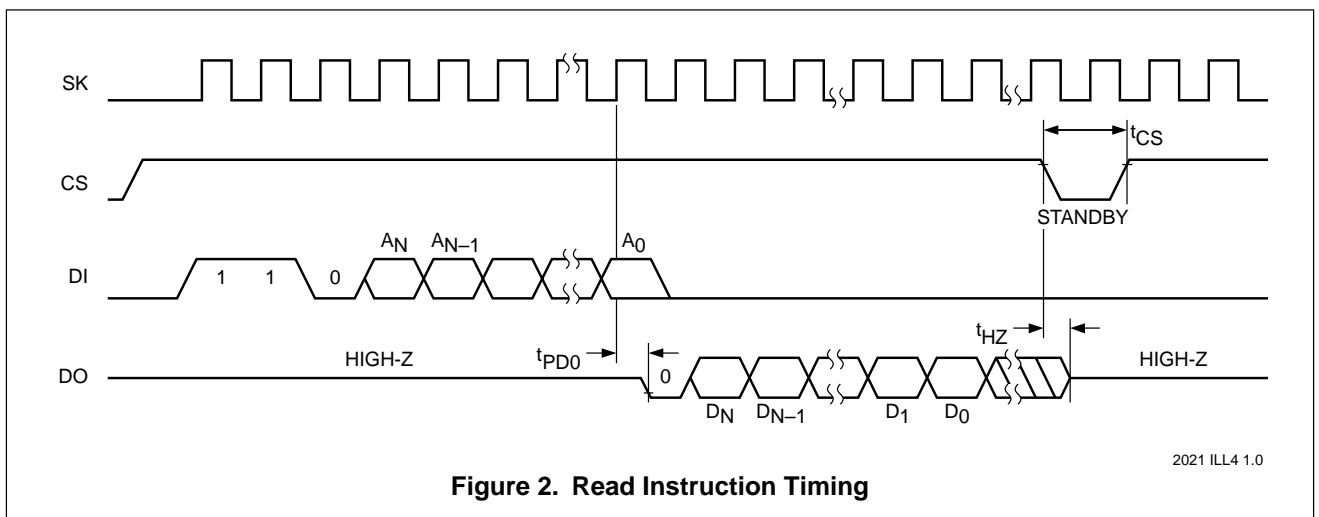 SK
tCS
CS
STANDBY
AN AN–1 A0
DI 1 1 0
tHZ
HIGH-Z tPD0 0 HIGH-Z
DO
DN DN–1 D1 D0
2021 ILL4 1.0
Figure 2. Read Instruction Timing